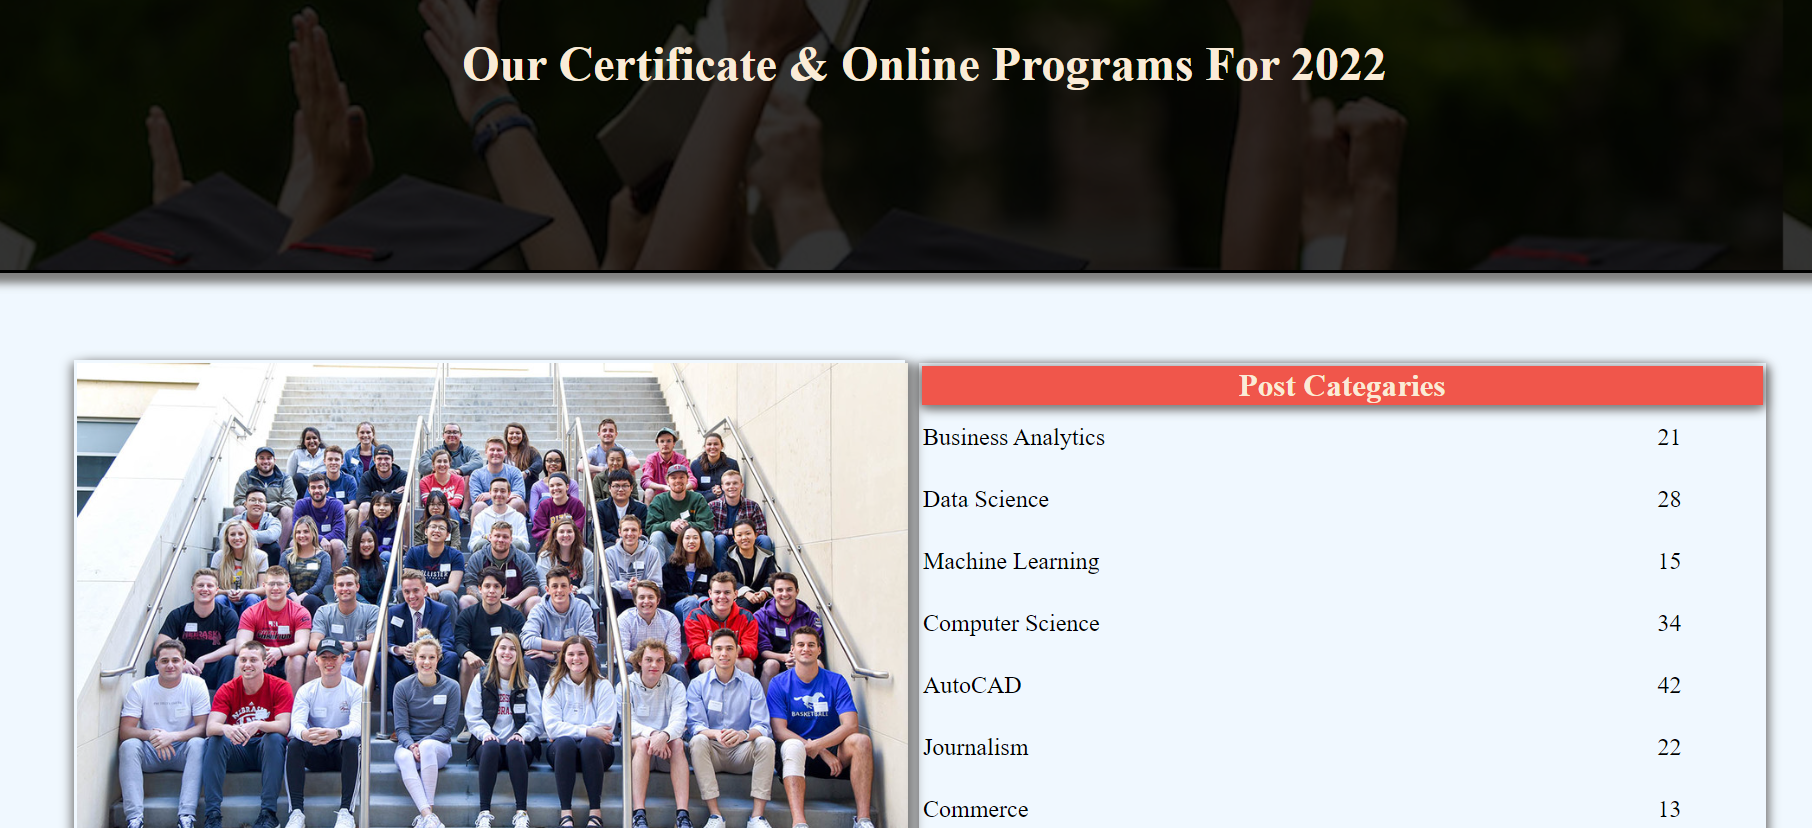 Our Certificate & Online Programs For 2022
Post Categaries
Business Analytics 21
Data Science 28
Machine Learning 15
Computer Science 34
AutoCAD 42
Journalism 22
Commerce 13
BASKETBALL